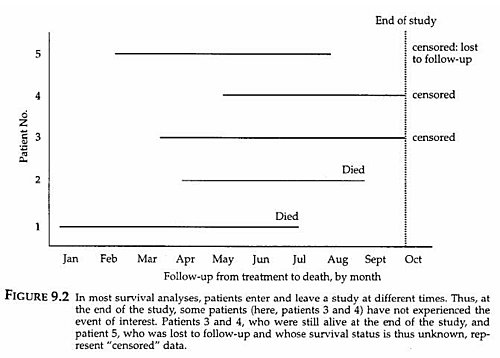 End of study
5
censored: lost
to follow-up
4
censored
3
censored
Patient No.
Died
2
Died
1
Jan Feb Mar Apr May Jun Jul Aug Sept Oct
Follow-up from treatment to death, by month
FIGURE 9.2 In most survival analyses, patients enter and leave a study at different times. Thus, at
the end of the study, some patients (here, patients 3 and 4) have not experienced the
event of interest. Patients 3 and 4, who were still alive at the end of the study, and
patient 5, who was lost to follow-up and whose survival status is thus unknown, rep-
resent "censored" data.